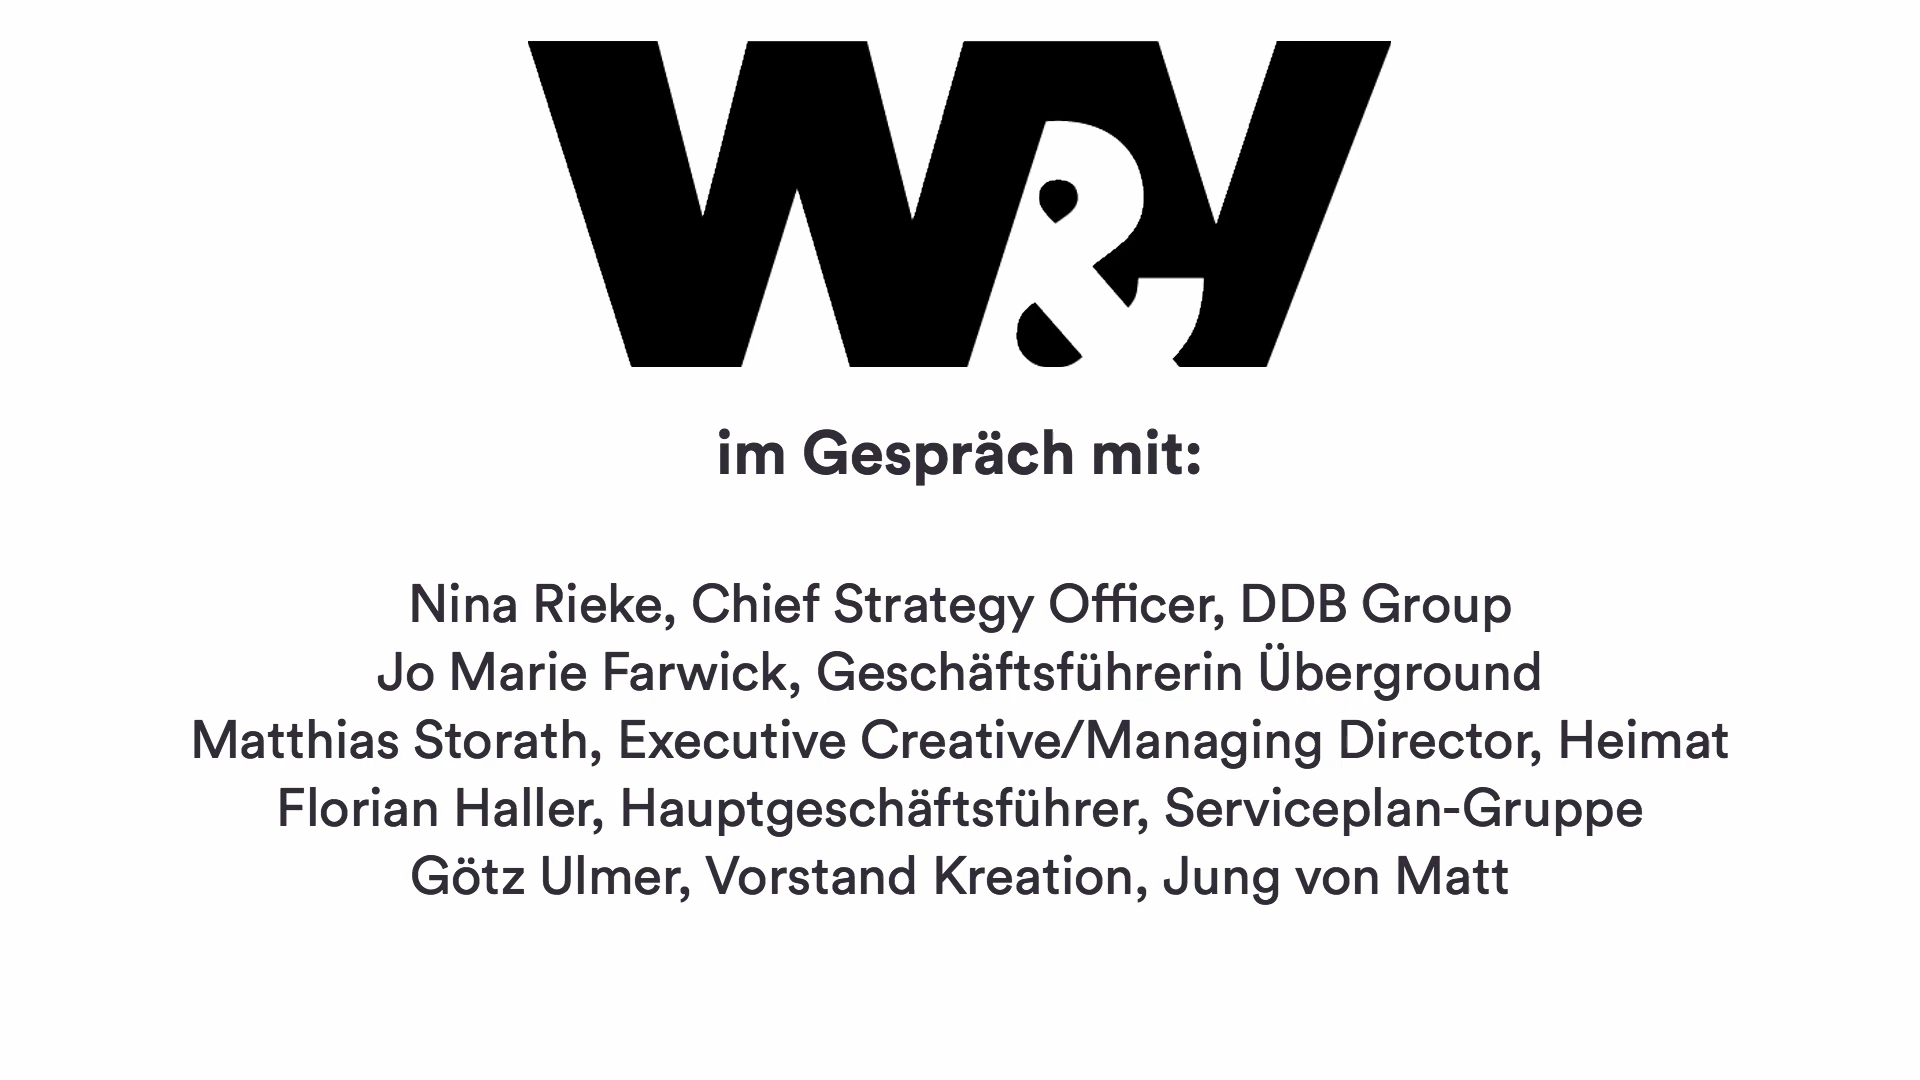 W&V
im Gespräch mit:
Nina Rieke, Chief Strategy Officer, DDB Group
Jo Marie Farwick, Geschäftsführerin Überground
Matthias Storath, Executive Creative/Managing Director, Heimat
Florian Haller, Hauptgeschäftsführer, Serviceplan-Gruppe
Götz Ulmer, Vorstand Kreation, Jung von Matt